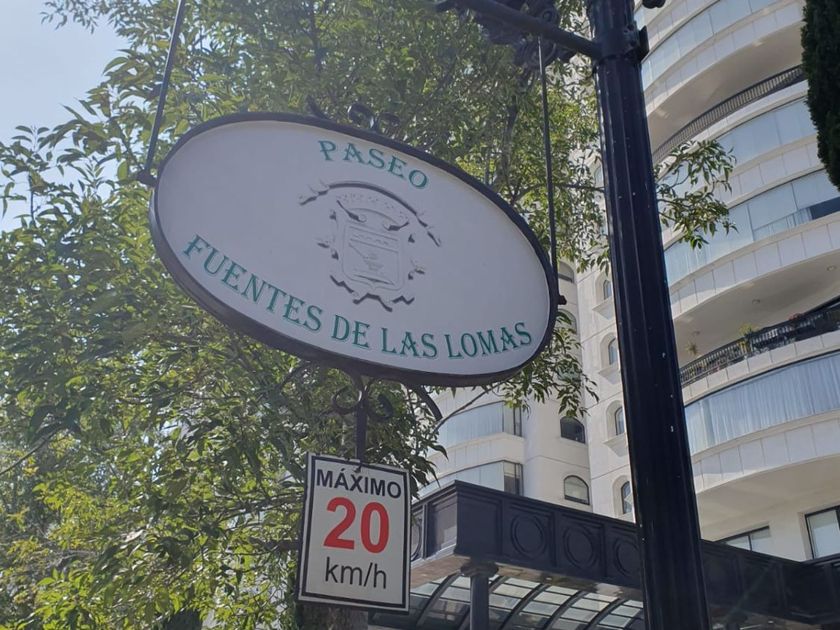 PASEO
FUENTES DE LAS LOMAS
MÁXIMO
20
km/h